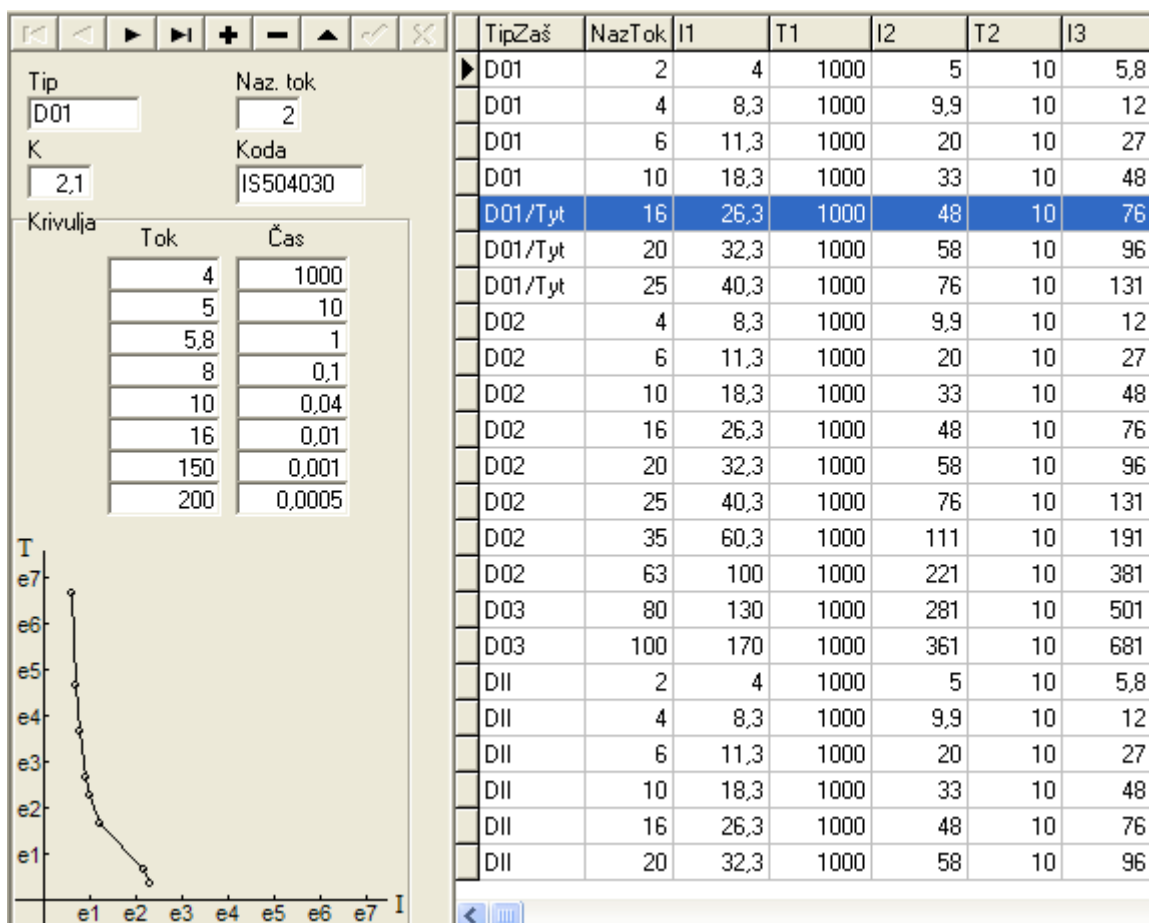 Tip Naz. tok
D01 2
K Koda
2,1 IS504030
Krivulja
Tok Čas
4 1000
5 10
5,8 1
8 0,1
10 0,04
16 0,01
150 0,001
200 0,0005
T
e7
e6
e5
e4
e3
e2
e1
e1 e2 e3 e4 e5 e6 e7 I
TipZaš NazTok I1 T1 I2 T2 I3
D01 2 4 1000 5 10 5,8
D01 4 8,3 1000 9,9 10 12
D01 6 11,3 1000 20 10 27
D01 10 18,3 1000 33 10 48
D01/Tyt 16 26,3 1000 48 10 76
D01/Tyt 20 32,3 1000 58 10 96
D01/Tyt 25 40,3 1000 76 10 131
D02 4 8,3 1000 9,9 10 12
D02 6 11,3 1000 20 10 27
D02 10 18,3 1000 33 10 48
D02 16 26,3 1000 48 10 76
D02 20 32,3 1000 58 10 96
D02 25 40,3 1000 76 10 131
D02 35 60,3 1000 111 10 191
D02 63 100 1000 221 10 381
D03 80 130 1000 281 10 501
D03 100 170 1000 361 10 681
DII 2 4 1000 5 10 5,8
DII 4 8,3 1000 9,9 10 12
DII 6 11,3 1000 20 10 27
DII 10 18,3 1000 33 10 48
DII 16 26,3 1000 48 10 76
DII 20 32,3 1000 58 10 96